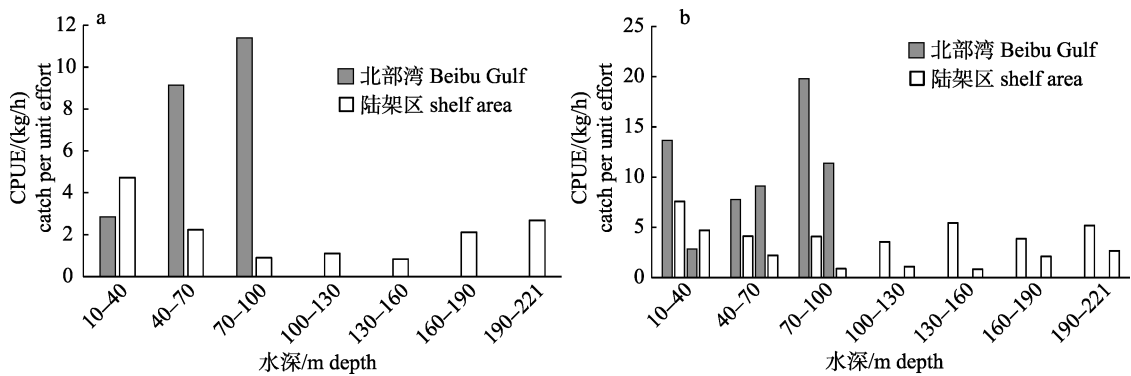 a
12
10
8
6
4
2
0
CPUE/(kg/h)
catch per unit effort
北部湾 Beibu Gulf
陆架区 shelf area
10–40
40–70
70–100
100–130
130–160
160–190
190–221
水深/m depth
b
25
20
15
10
5
0
CPUE/(kg/h)
catch per unit effort
北部湾 Beibu Gulf
陆架区 shelf area
10–40
40–70
70–100
100–130
130–160
160–190
190–221
水深/m depth